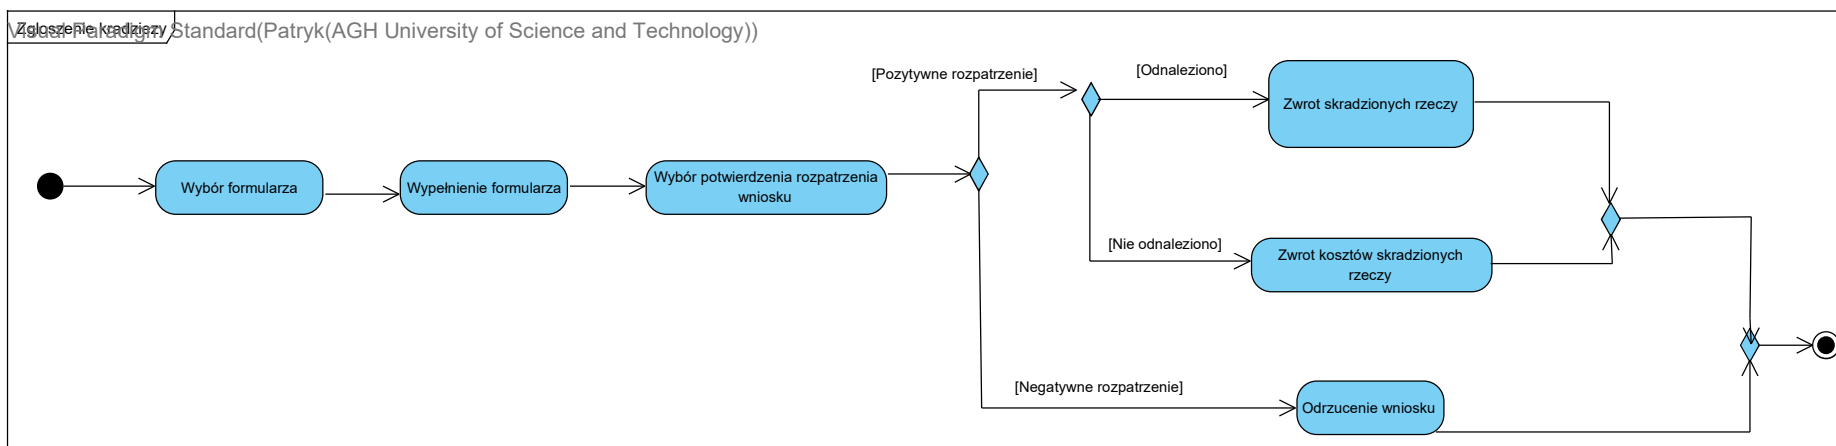 Zgłoszenie kradzieży
Visual Paradigm Standard(Patryk(AGH University of Science and Technology))
[Pozytywne rozpatrzenie]
[Odnaleziono]
Zwrot skradzionych rzeczy
Wybór formularza
Wypełnienie formularza
Wybór potwierdzenia rozpatrzenia
wniosku
[Nie odnaleziono]
Zwrot kosztów skradzionych
rzeczy
[Negatywne rozpatrzenie]
Odrzucenie wniosku